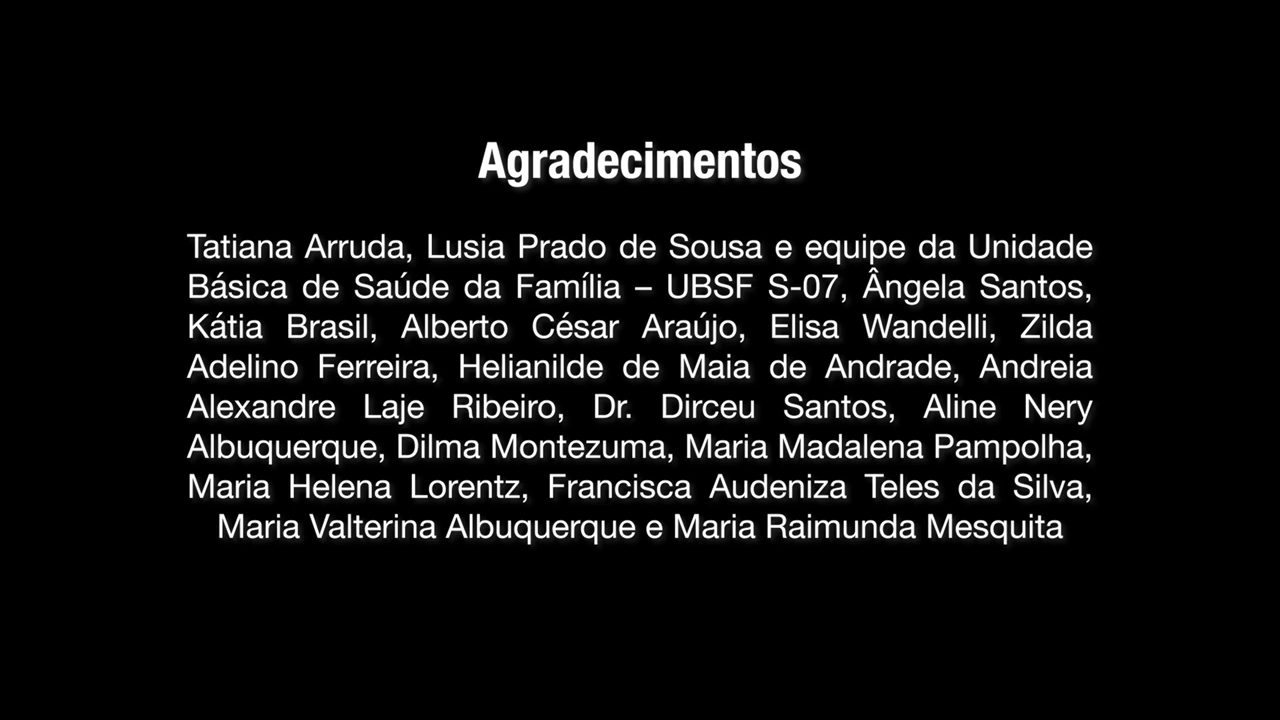 Agradecimentos
Tatiana Arruda, Lusia Prado de Sousa e equipe da Unidade
Básica de Saúde da Família – UBSF S-07, Ângela Santos,
Kátia Brasil, Alberto César Araújo, Elisa Wandelli, Zilda
Adelino Ferreira, Helianilde de Maia de Andrade, Andreia
Alexandre Laje Ribeiro, Dr. Dirceu Santos, Aline Nery
Albuquerque, Dilma Montezuma, Maria Madalena Pampolha,
Maria Helena Lorentz, Francisca Audeniza Teles da Silva,
Maria Valterina Albuquerque e Maria Raimunda Mesquita